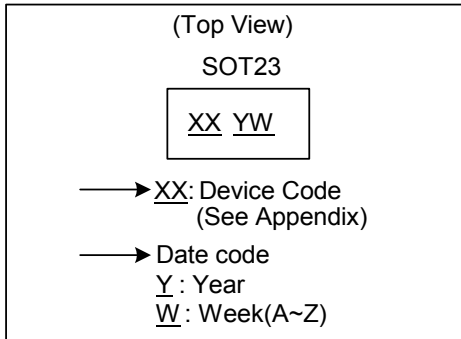 (Top View)
SOT23
XX YW
XX: Device Code
(See Appendix)
Date code
Y : Year
W : Week(A~Z)